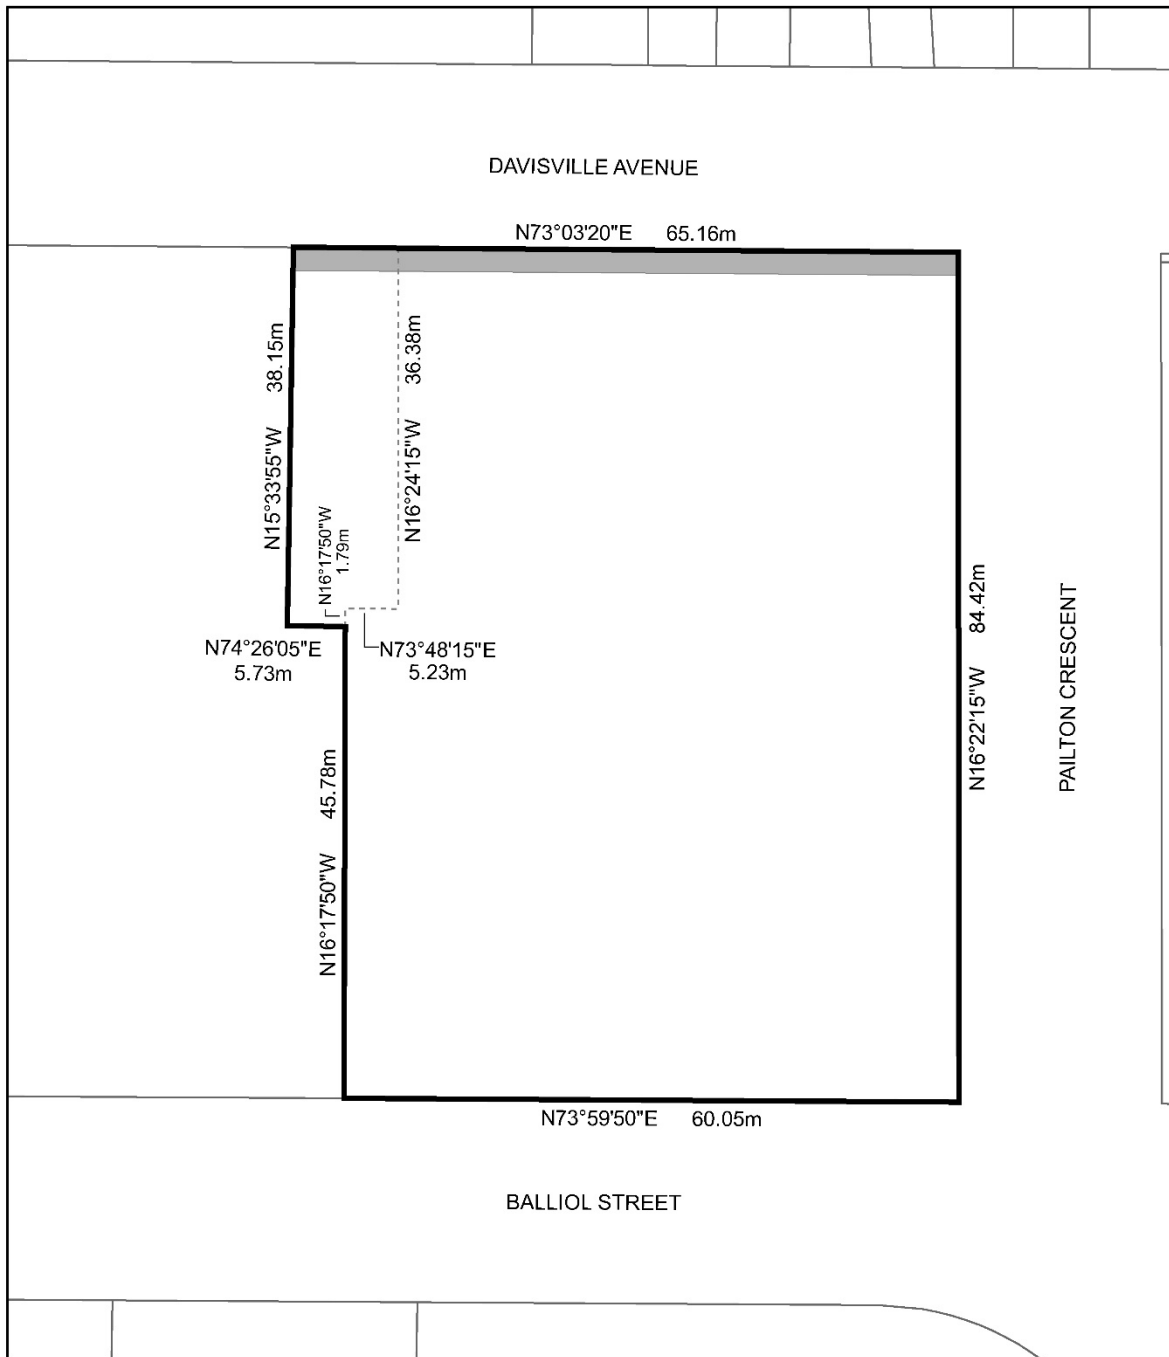 DAVISVILLE AVENUE
N73°03'20"E 65.16m
N15°33'55"W 38.15m
N16°24'15"W 36.38m
N16°17'50"W
1.79m
N74°26'05"E
5.73m
N73°48'15"E
5.23m
N16°22'15"W 84.42m
PAILTON CRESCENT
N16°17'50"W 45.78m
N73°59'50"E 60.05m
BALLIOL STREET